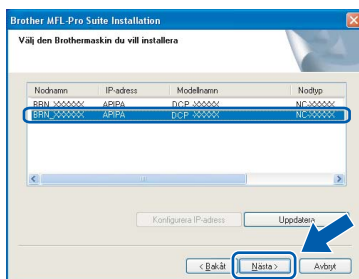 Brother MFL-Pro Suite Installation
Välj den Brothermaskin du vill installera
Nodnamn IP-adress Modellnamn Nodtyp
BRN_XXXXXX APIPA DCP-XXXXX NC-XXXXX
BRN_XXXXXX APIPA DCP-XXXXX NC-XXXXX
Konfigurera IP-adress Uppdatera
< Bakåt Nästa > Avbryt